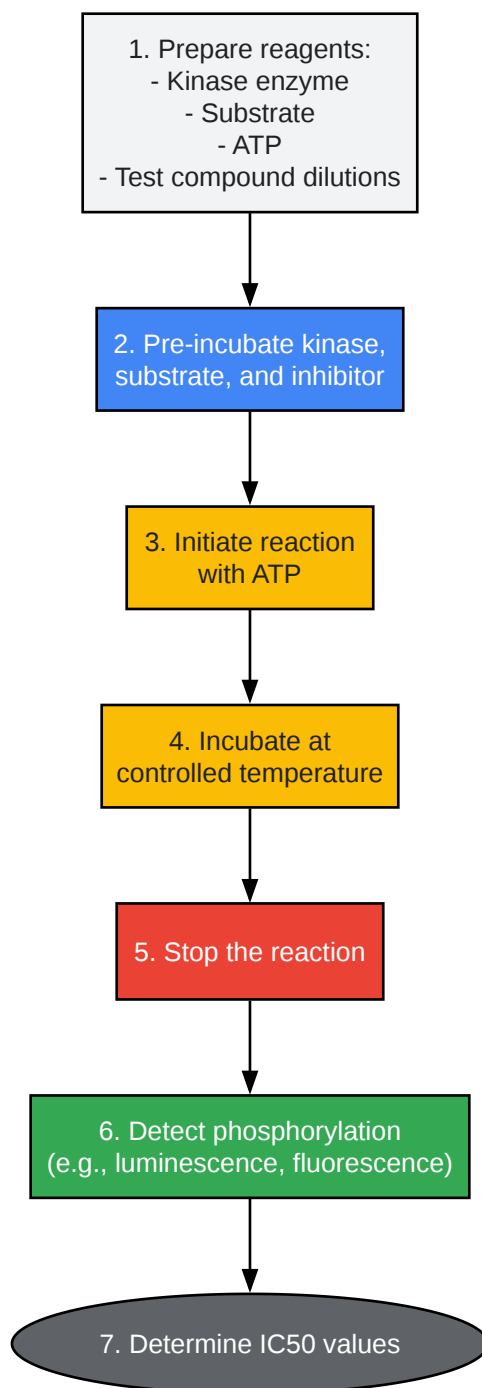 1. Prepare reagents:
- Kinase enzyme
- Substrate
- ATP
- Test compound dilutions
2. Pre-incubate kinase,
substrate, and inhibitor
3. Initiate reaction
with ATP
4. Incubate at
controlled temperature
5. Stop the reaction
6. Detect phosphorylation
(e.g., luminescence, fluorescence)
7. Determine IC50 values